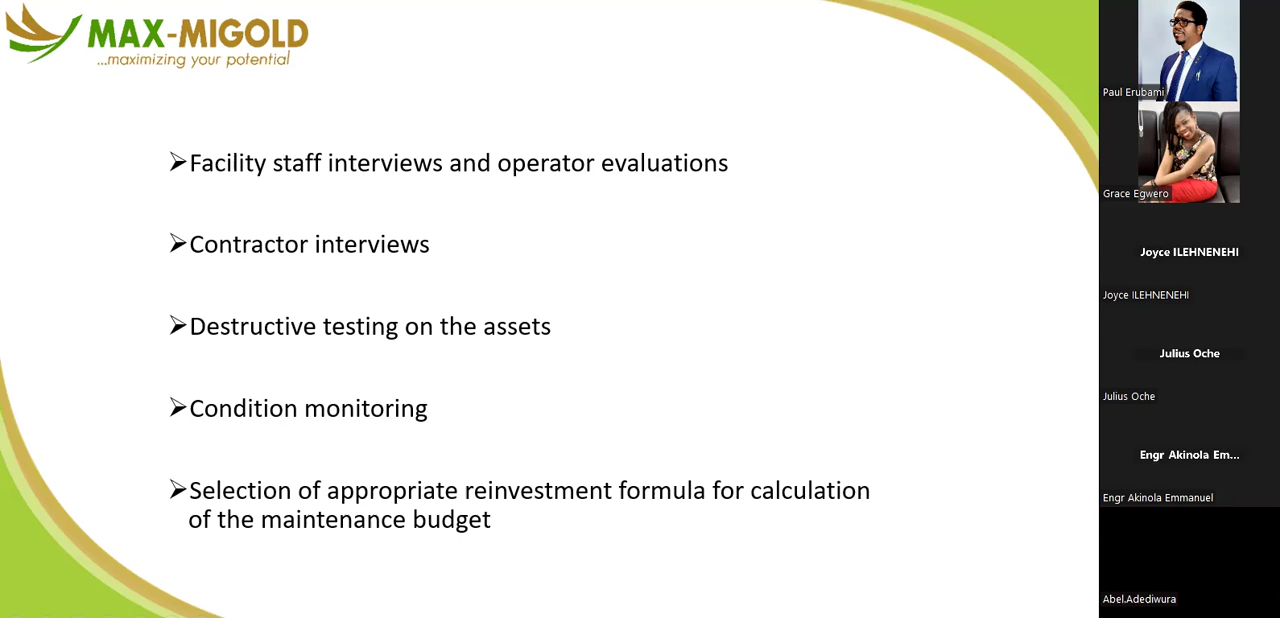 MAX-MIGOLD
...maximizing your potential
➢Facility staff interviews and operator evaluations
➢Contractor interviews
➢Destructive testing on the assets
➢Condition monitoring
➢Selection of appropriate reinvestment formula for calculation
of the maintenance budget
Paul Erubami
Grace Egwero
Joyce ILEHNENEHI
Joyce ILEHNENEHI
Julius Oche
Julius Oche
Engr Akinola Em...
Engr Akinola Emmanuel
Abel.Adediwura